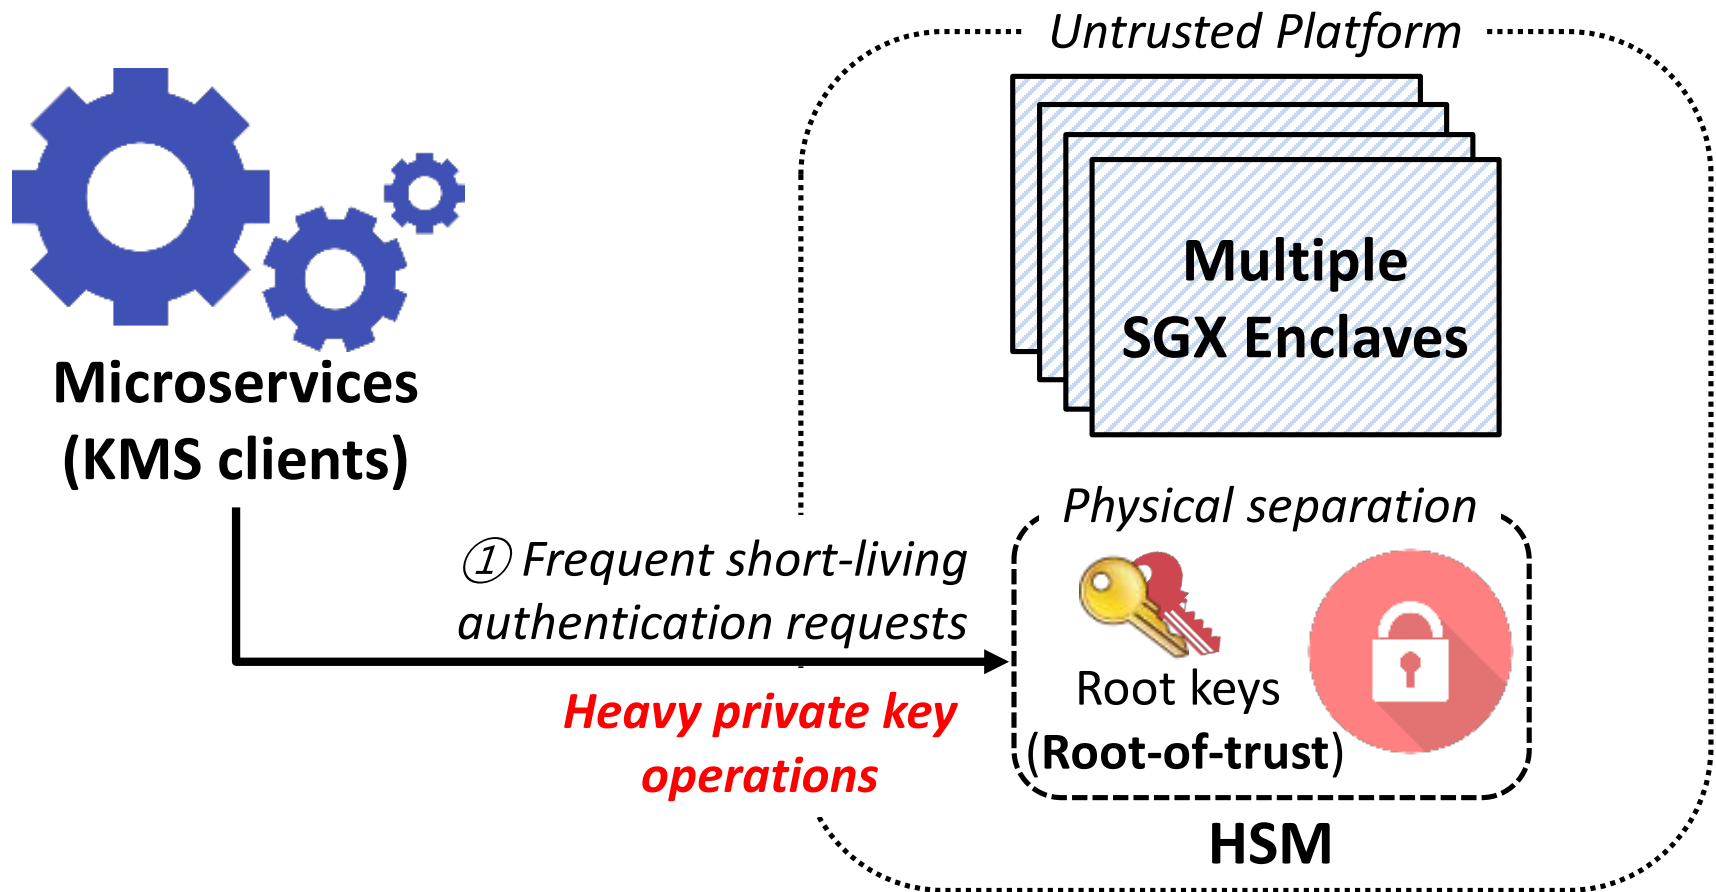 Untrusted Platform
Multiple
SGX Enclaves
Microservices
(KMS clients)
Physical separation
① Frequent short-living
authentication requests
Heavy private key
operations
Root keys
(Root-of-trust)
HSM